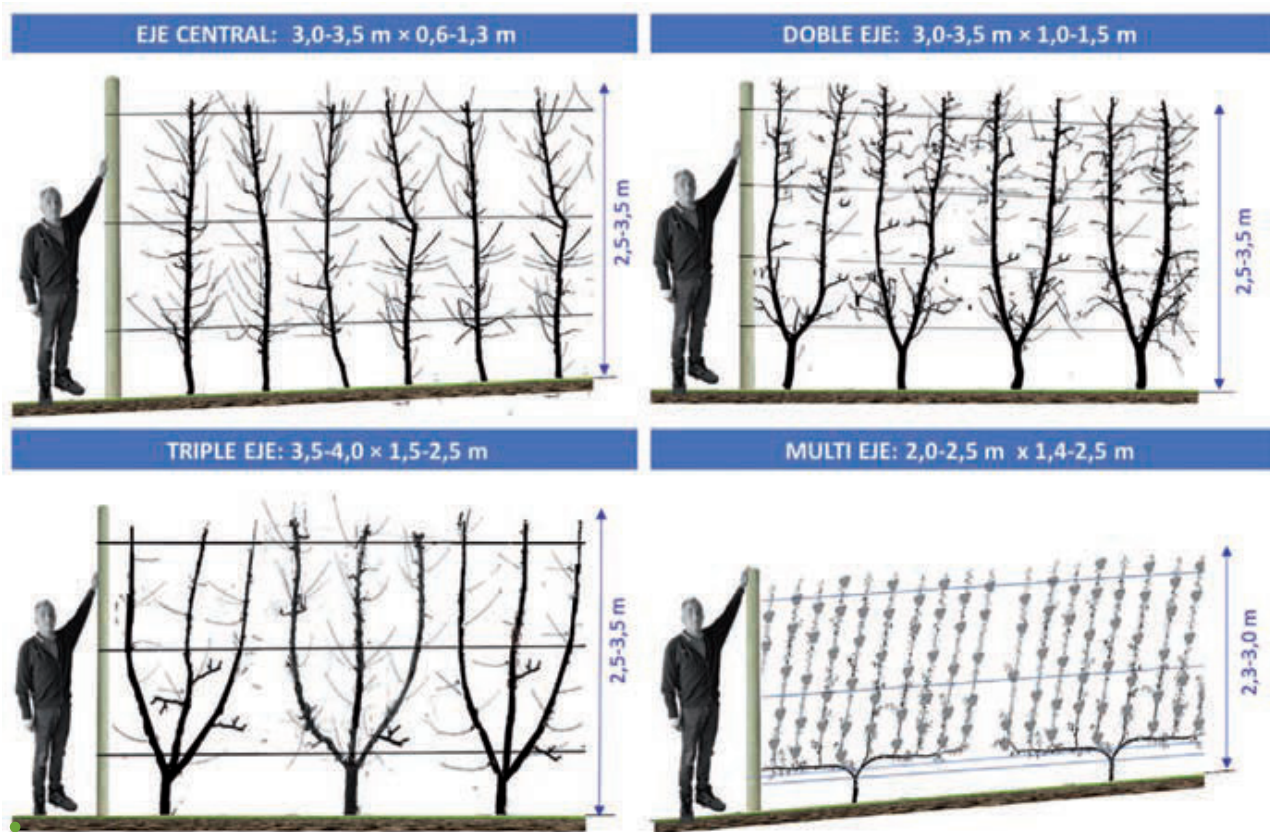 EJE CENTRAL: 3,0-3,5 m × 0,6-1,3 m
2,5-3,5 m
DOBLE EJE: 3,0-3,5 m × 1,0-1,5 m
2,5-3,5 m
TRIPLE EJE: 3,5-4,0 × 1,5-2,5 m
2,5-3,5 m
MULTI EJE: 2,0-2,5 m x 1,4-2,5 m
2,3-3,0 m